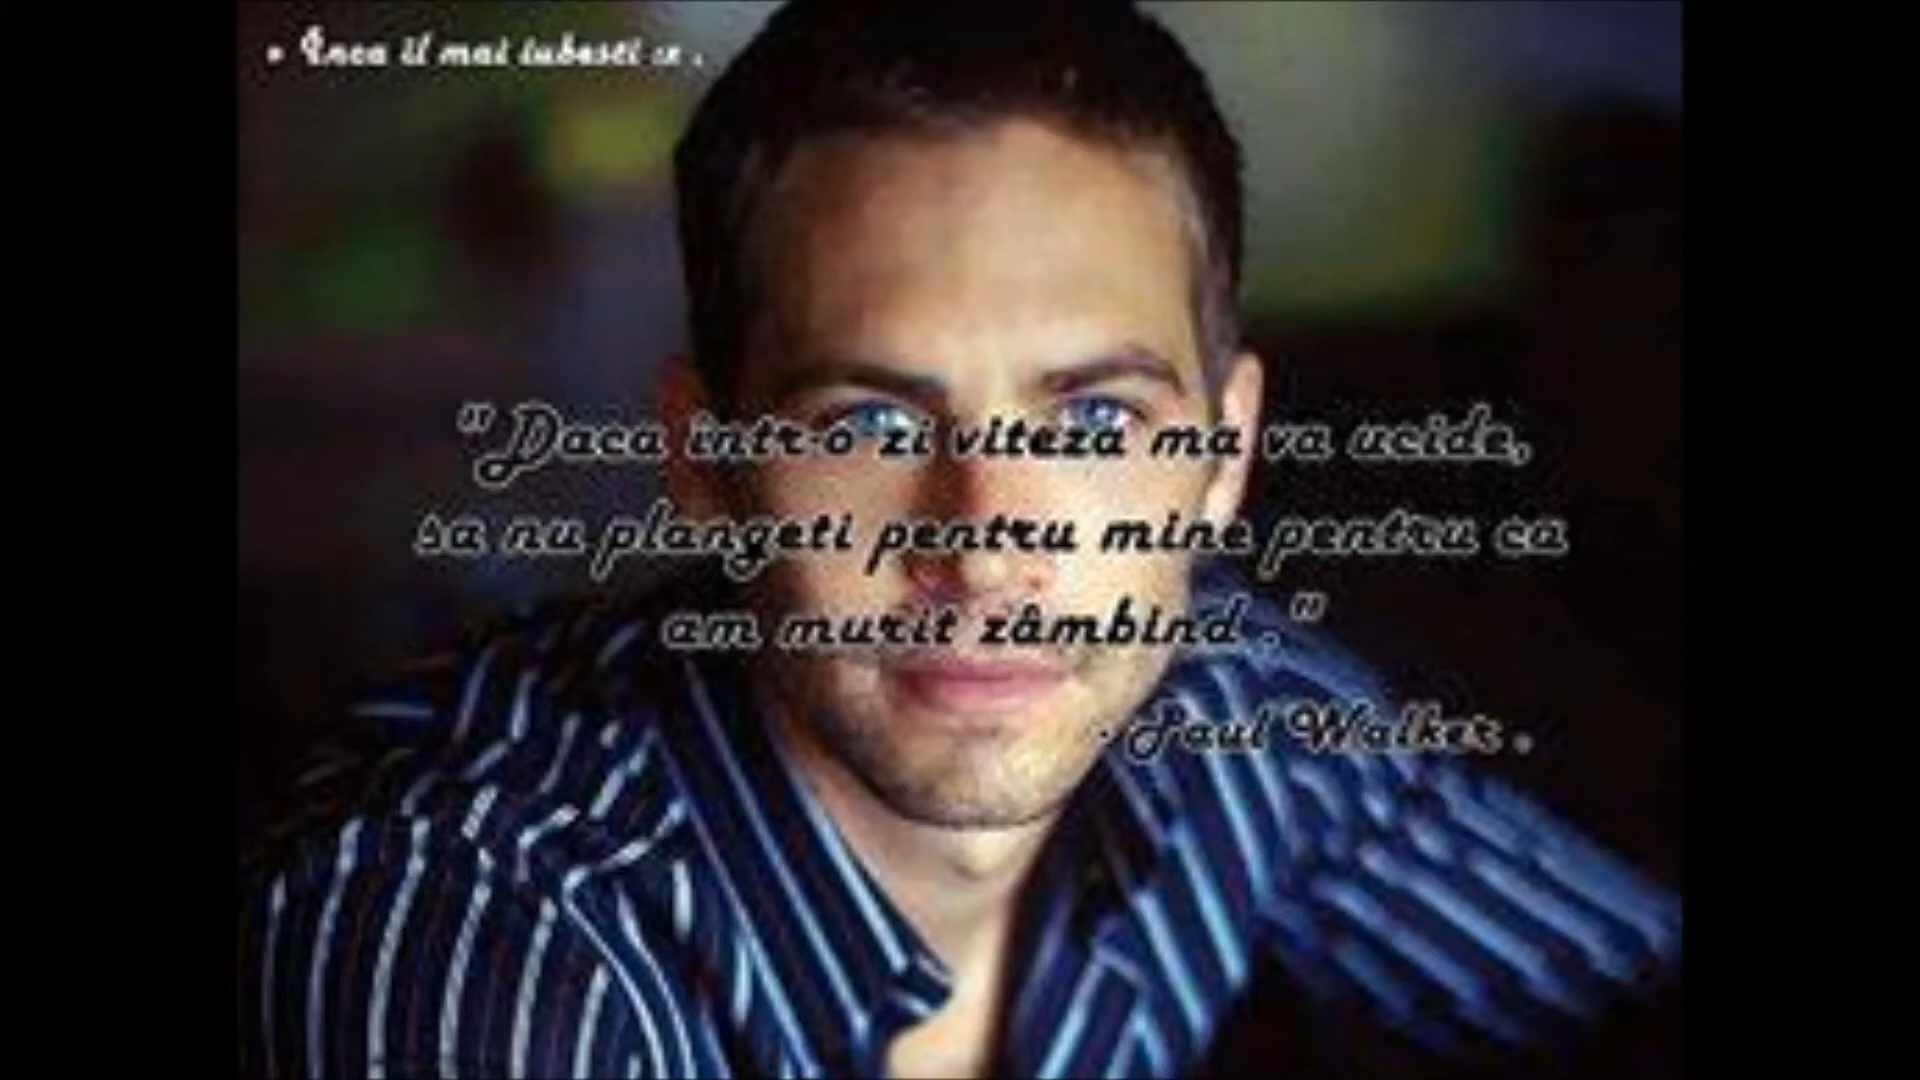 • Inca il mai iubesti :x .
"Daca intr-o zi viteza ma va ucide,
sa nu plangeti pentru mine pentru ca
am murit zâmbind ."
- Paul Walker .